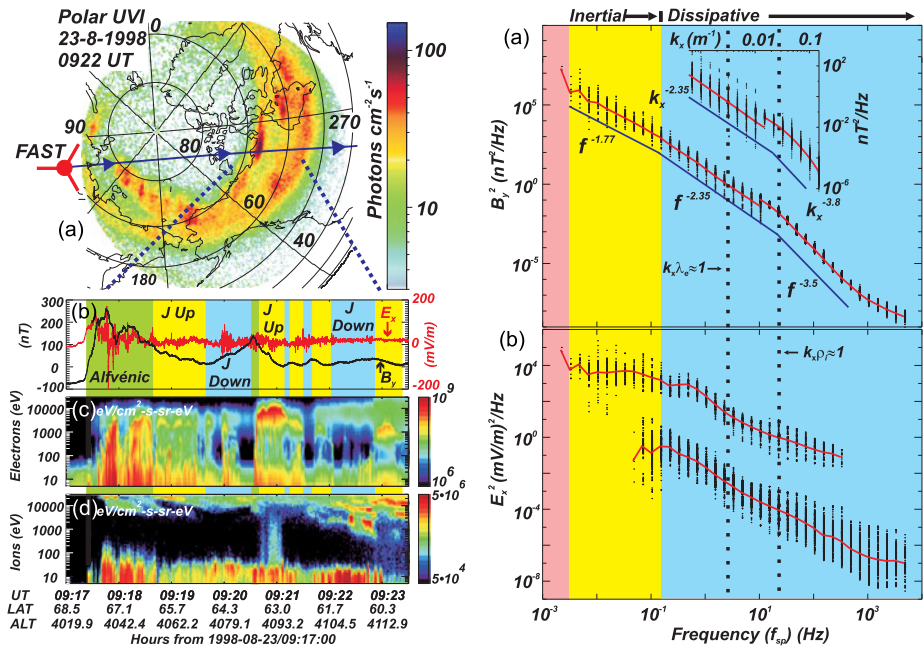 Polar UVI
23-8-1998
0922 UT
0
90
270
180
80
60
40
FAST
(a)
100
10
Photons cm⁻²s⁻¹
(b)
300
200
100
0
-100
(nT)
J Up
J
Up
J
Down
J
Down
Alfvénic
Eₓ
B_y
200
0
-200
(mV/m)
(c) eV/cm²-s-sr-eV
Electrons (eV)
10000
1000
100
10
10⁹
10⁶
(d) eV/cm²-s-sr-eV
Ions (eV)
10000
1000
100
10
5•10⁶
5•10⁴
UT 09:17 09:18 09:19 09:20 09:21 09:22 09:23
LAT 68.5 67.1 65.7 64.3 63.0 61.7 60.3
ALT 4019.9 4042.4 4062.2 4079.1 4093.2 4104.5 4112.9
Hours from 1998-08-23/09:17:00
Inertial Dissipative
(a)
B_y² (nT²/Hz)
10⁵
10⁰
10⁻⁵
f⁻¹·⁷⁷
f⁻²·³⁵
f⁻³·⁵
kₓ (m⁻¹) 0.01 0.1
kₓ⁻²·³⁵
kₓ⁻³·⁸
10²
10⁻²
10⁻⁶
nT²/Hz
kₓλₑ≈1
kₓρᵢ≈1
(b)
Eₓ² (mV/m)²/Hz
10⁴
10⁰
10⁻⁴
10⁻⁸
10⁻³ 10⁻¹ 10¹ 10³
Frequency (f_sp) (Hz)